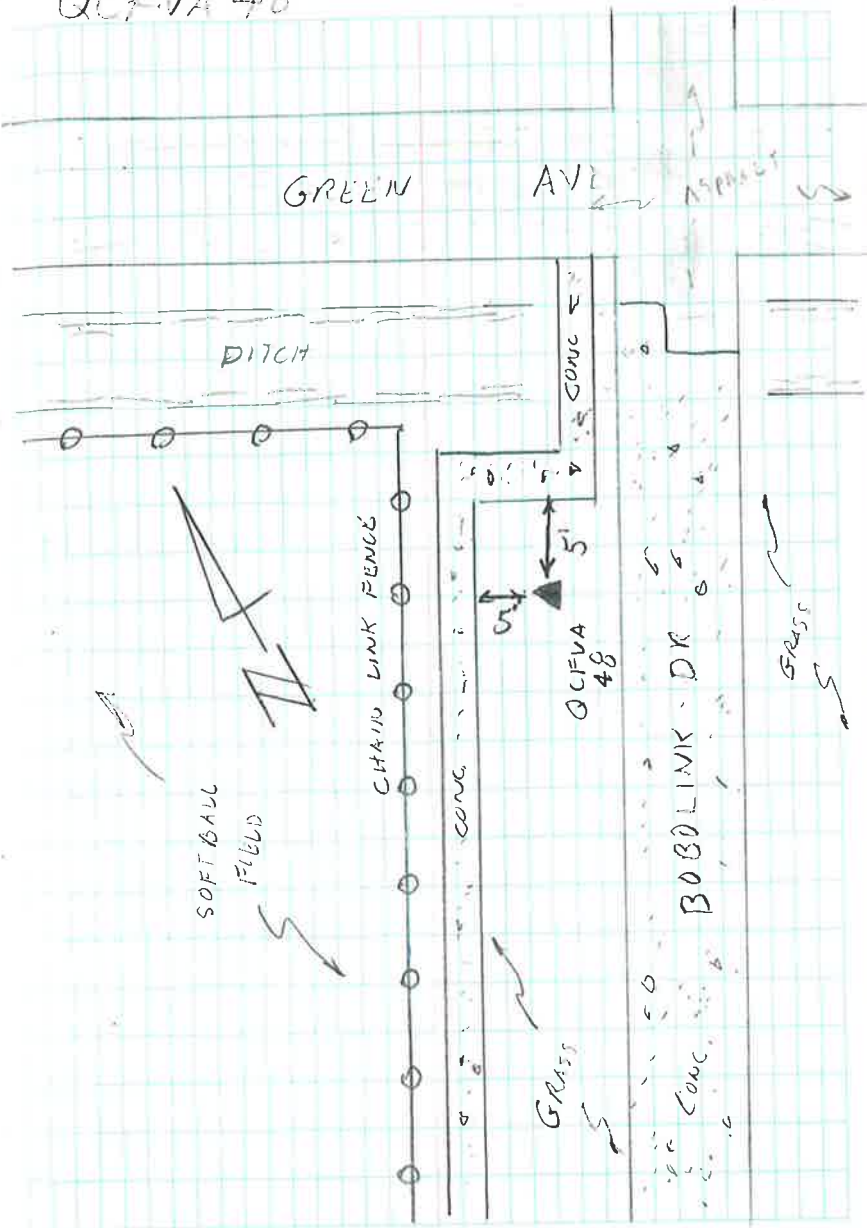 GREEN AVE
ASPHALT
DITCH
CONC
CHAIN LINK FENCE
5'
5'
N
QCFVA
48
SOFTBALL
FIELD
CONC.
BOBOLINK DR
GRASS
GRASS
CONC.